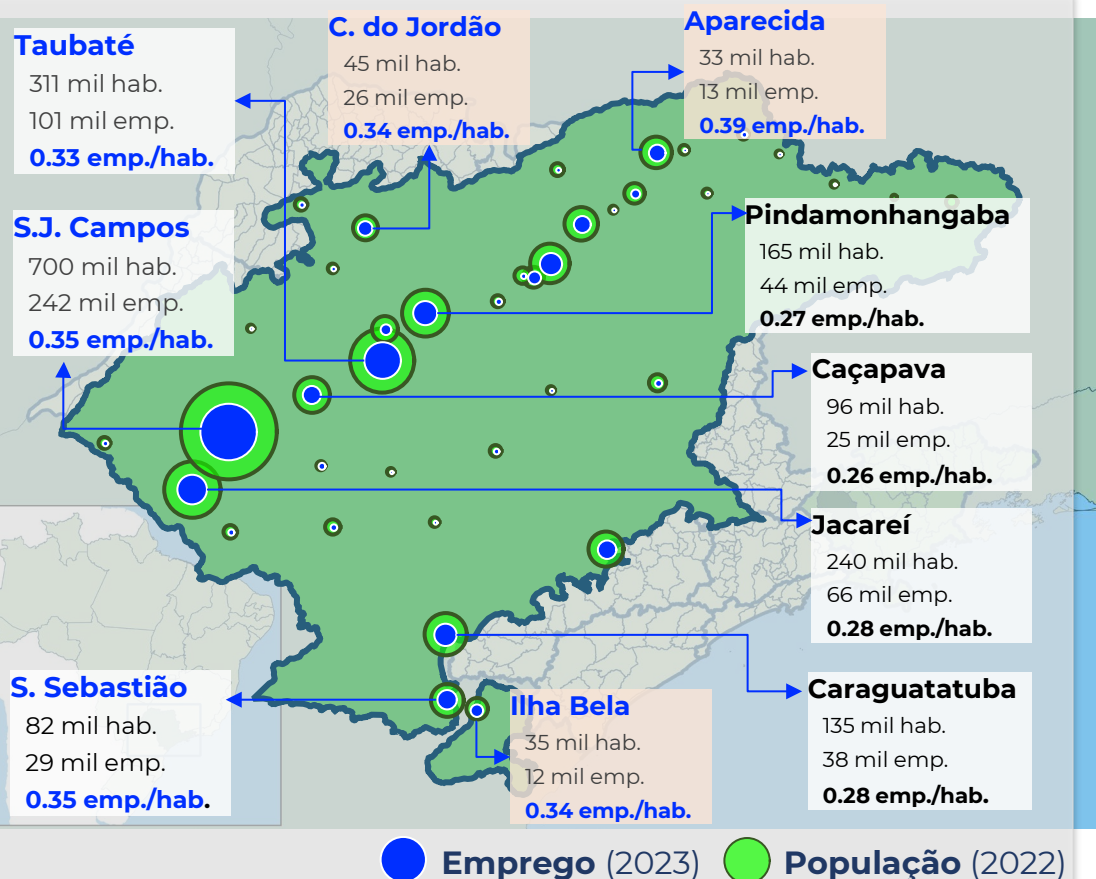 Taubaté
311 mil hab.
101 mil emp.
0.33 emp./hab.
C. do Jordão
45 mil hab.
26 mil emp.
0.34 emp./hab.
Aparecida
33 mil hab.
13 mil emp.
0.39 emp./hab.
S.J. Campos
700 mil hab.
242 mil emp.
0.35 emp./hab.
Pindamonhangaba
165 mil hab.
44 mil emp.
0.27 emp./hab.
Caçapava
96 mil hab.
25 mil emp.
0.26 emp./hab.
Jacareí
240 mil hab.
66 mil emp.
0.28 emp./hab.
S. Sebastião
82 mil hab.
29 mil emp.
0.35 emp./hab.
Ilha Bela
35 mil hab.
12 mil emp.
0.34 emp./hab.
Caraguatatuba
135 mil hab.
38 mil emp.
0.28 emp./hab.
Emprego (2023) População (2022)